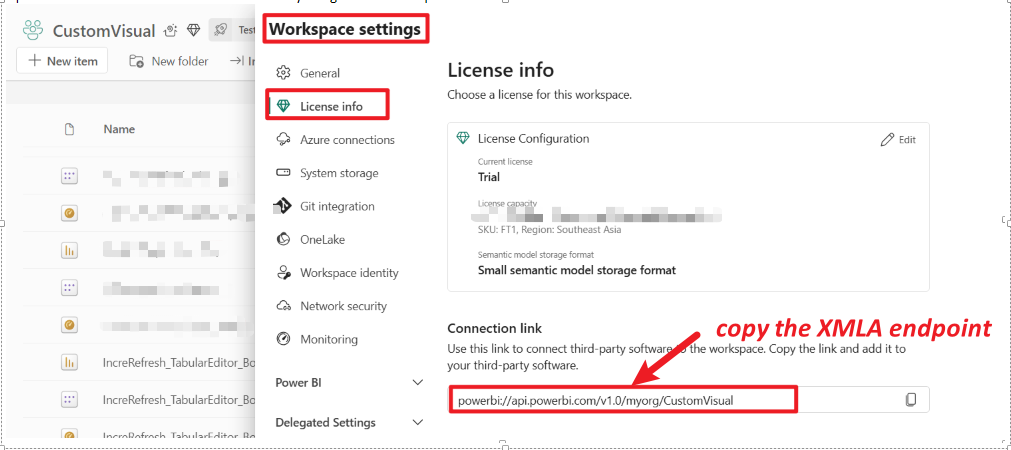 CustomVisual
Test
Workspace settings
+ New item
New folder
General
License info
Choose a license for this workspace.
License info
Name
Azure connections
License Configuration
Edit
Current license
Trial
System storage
License capacity
SKU: FT1, Region: Southeast Asia
Git integration
OneLake
Semantic model storage format
Small semantic model storage format
Workspace identity
Network security
Connection link
copy the XMLA endpoint
Monitoring
Use this link to connect third-party software to the workspace. Copy the link and add it to
your third-party software.
IncreRefresh_TabularEditor_Bo
Power BI
IncreRefresh_TabularEditor_Bo
powerbi://api.powerbi.com/v1.0/myorg/CustomVisual
Delegated Settings
IncreRefresh_TabularEditor_Bo